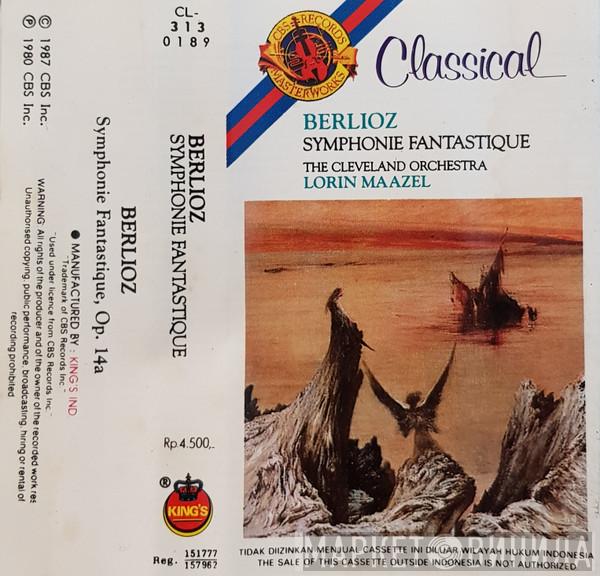 © 1987 CBS Inc.
℗ 1980 CBS Inc.
BERLIOZ
Symphonie Fantastique, Op. 14a
● MANUFACTURED BY : KING'S IND
"Trademark of CBS Records Inc."
"Used under licence from CBS Records Inc."
WARNING: All rights of the producer and of the owner of the recorded work res
Unauthorised copying, public performance, broadcasting, hiring or rental of
recording prohibited
CL-
313
0189
BERLIOZ
SYMPHONIE FANTASTIQUE
Rp.4.500,-
®
KING'S
Reg. 151777
157962
CBS RECORDS
MASTERWORKS
Classical
BERLIOZ
SYMPHONIE FANTASTIQUE
THE CLEVELAND ORCHESTRA
LORIN MAAZEL
TIDAK DIIZINKAN MENJUAL CASSETTE INI DILUAR WILAYAH HUKUM INDONESIA
THE SALE OF THIS CASSETTE OUTSIDE INDONESIA IS NOT AUTHORIZED
МАРКЕТ ВИНИЛА